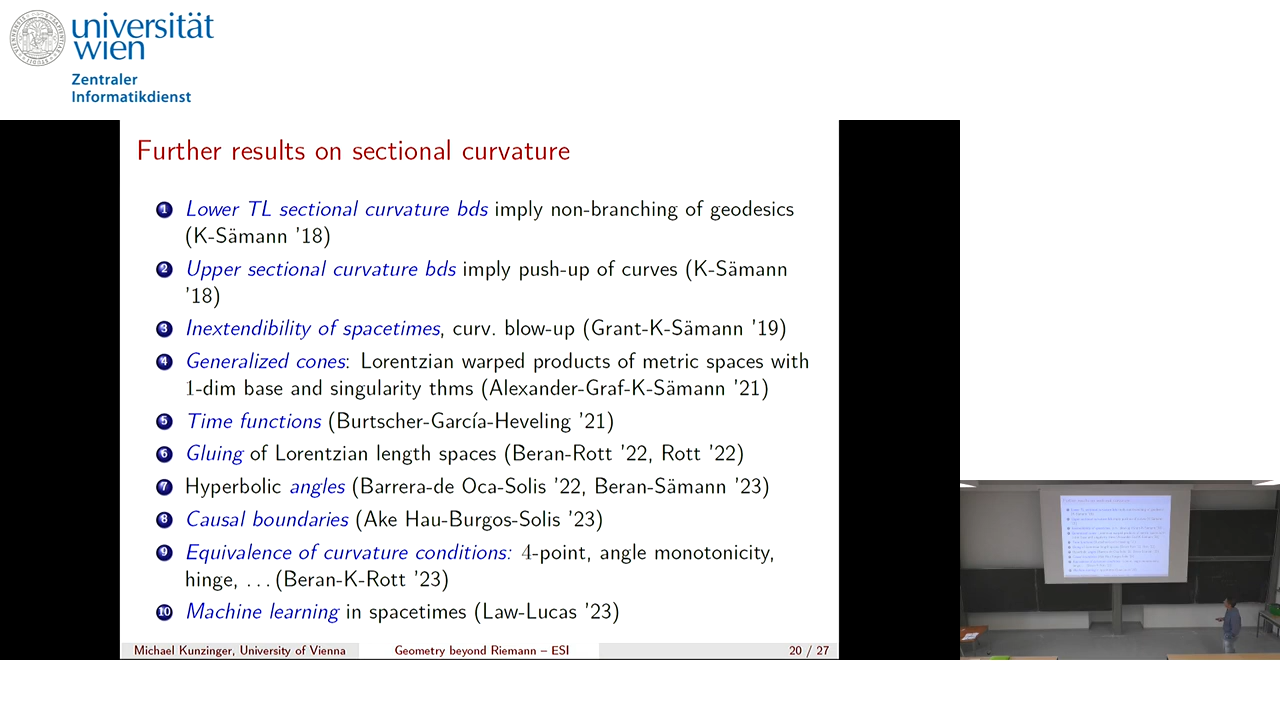 universität
wien
Zentraler
Informatikdienst
Further results on sectional curvature
1 Lower TL sectional curvature bds imply non-branching of geodesics
(K-Sämann '18)
2 Upper sectional curvature bds imply push-up of curves (K-Sämann
'18)
3 Inextendibility of spacetimes, curv. blow-up (Grant-K-Sämann '19)
4 Generalized cones: Lorentzian warped products of metric spaces with
1-dim base and singularity thms (Alexander-Graf-K-Sämann '21)
5 Time functions (Burtscher-García-Heveling '21)
6 Gluing of Lorentzian length spaces (Beran-Rott '22, Rott '22)
7 Hyperbolic angles (Barrera-de Oca-Solis '22, Beran-Sämann '23)
8 Causal boundaries (Ake Hau-Burgos-Solis '23)
9 Equivalence of curvature conditions: 4-point, angle monotonicity,
hinge, ... (Beran-K-Rott '23)
10 Machine learning in spacetimes (Law-Lucas '23)
Michael Kunzinger, University of Vienna
Geometry beyond Riemann – ESI
20 / 27